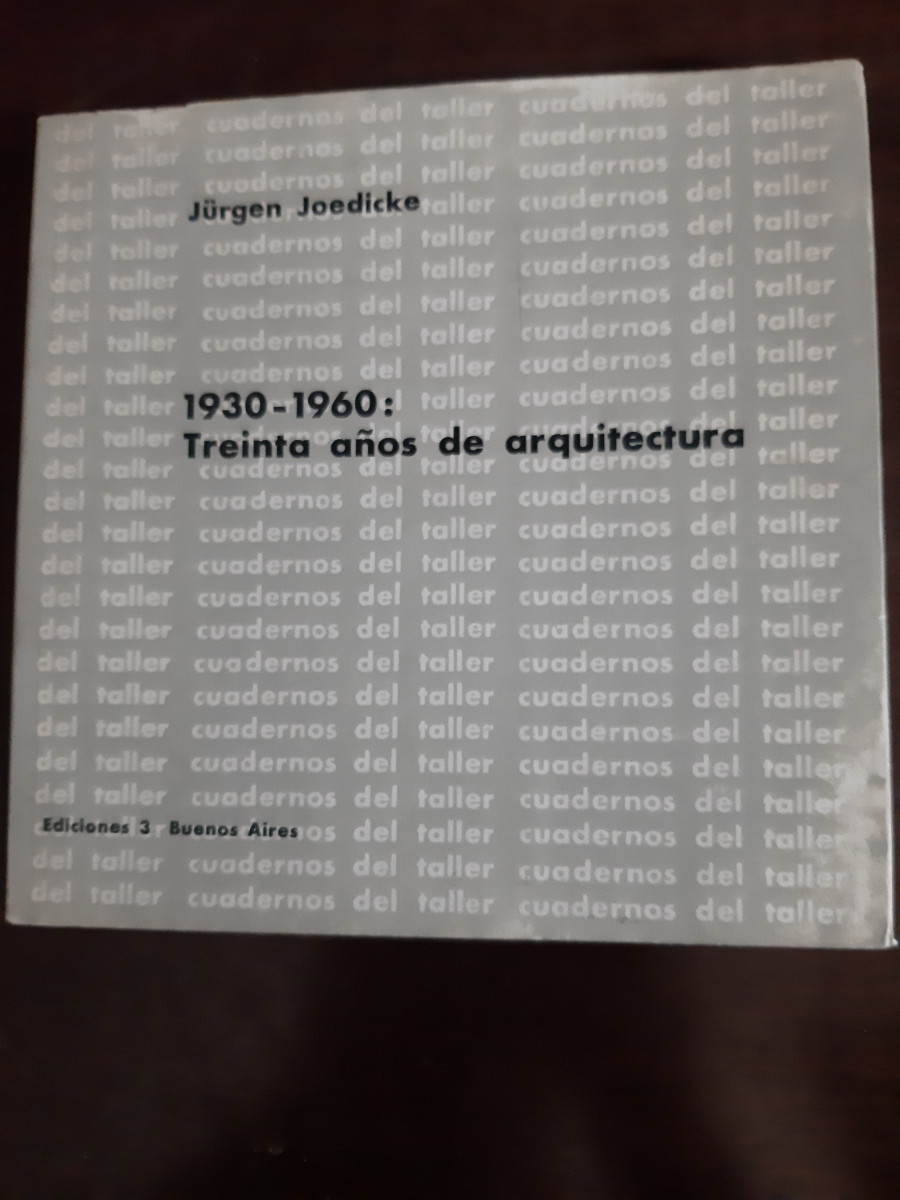 del taller cuadernos del taller cuadernos del taller
del taller cuadernos del taller cuadernos del taller
del taller cuadernos del taller cuadernos del taller
Jürgen Joedicke
del taller taller cuadernos del taller
del taller cuadernos del taller cuadernos del taller
del taller cuadernos del taller cuadernos del taller
del taller cuadernos del taller cuadernos del taller
del taller cuadernos del taller cuadernos del taller
del taller cuadernos del taller cuadernos del taller
1930-1960:
del taller taller cuadernos del taller
Treinta años de arquitectura
del taller taller
del taller cuadernos del taller cuadernos del taller
del taller cuadernos del taller cuadernos del taller
del taller cuadernos del taller cuadernos del taller
del taller cuadernos del taller cuadernos del taller
del taller cuadernos del taller cuadernos del taller
del taller cuadernos del taller cuadernos del taller
del taller cuadernos del taller cuadernos del taller
del taller cuadernos del taller cuadernos del taller
del taller cuadernos del taller cuadernos del taller
del taller cuadernos del taller cuadernos del taller
del taller cuadernos del taller cuadernos del taller
Ediciones 3 Buenos Aires
del taller cuadernos del taller
del taller cuadernos del taller cuadernos del taller
del taller cuadernos del taller cuadernos del taller